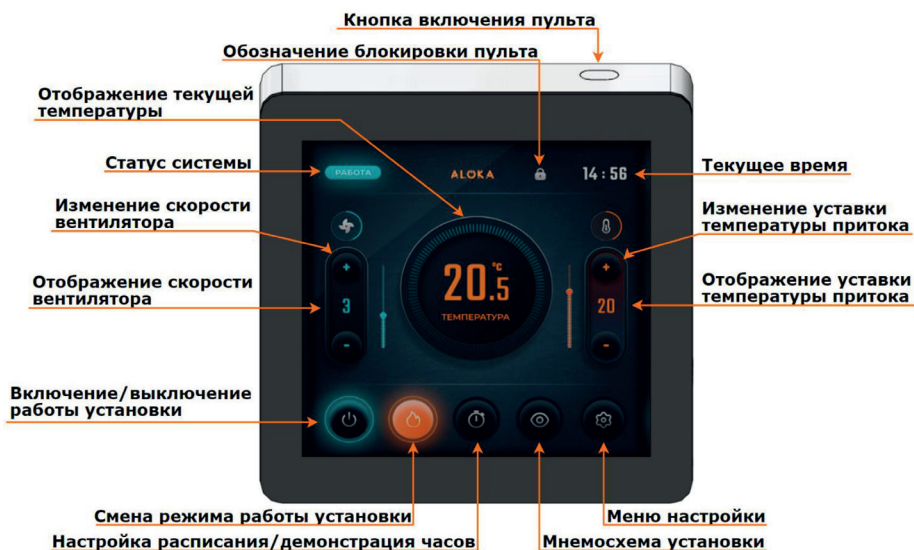 Кнопка включения пульта
Обозначение блокировки пульта
Отображение текущей
температуры
Статус системы
РАБОТА
ALOKA
14:56
Текущее время
Изменение скорости
вентилятора
Изменение уставки
температуры притока
+
+
Отображение скорости
вентилятора
3
20.5
°C
ТЕМПЕРАТУРА
20
Отображение уставки
температуры притока
-
-
Включение/выключение
работы установки
Смена режима работы установки
Меню настройки
Настройка расписания/демонстрация часов
Мнемосхема установки